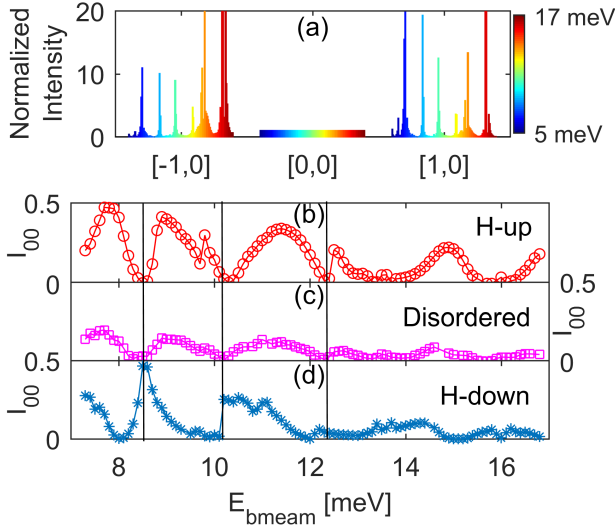 (a)
17 meV
5 meV
Normalized
Intensity
20
10
0
[-1,0]
[0,0]
[1,0]
(b)
H-up
0.5
I00
0
0.5
I00
0
(c)
Disordered
(d)
H-down
0.5
I00
0
8
10
12
14
16
E_bmeam [meV]